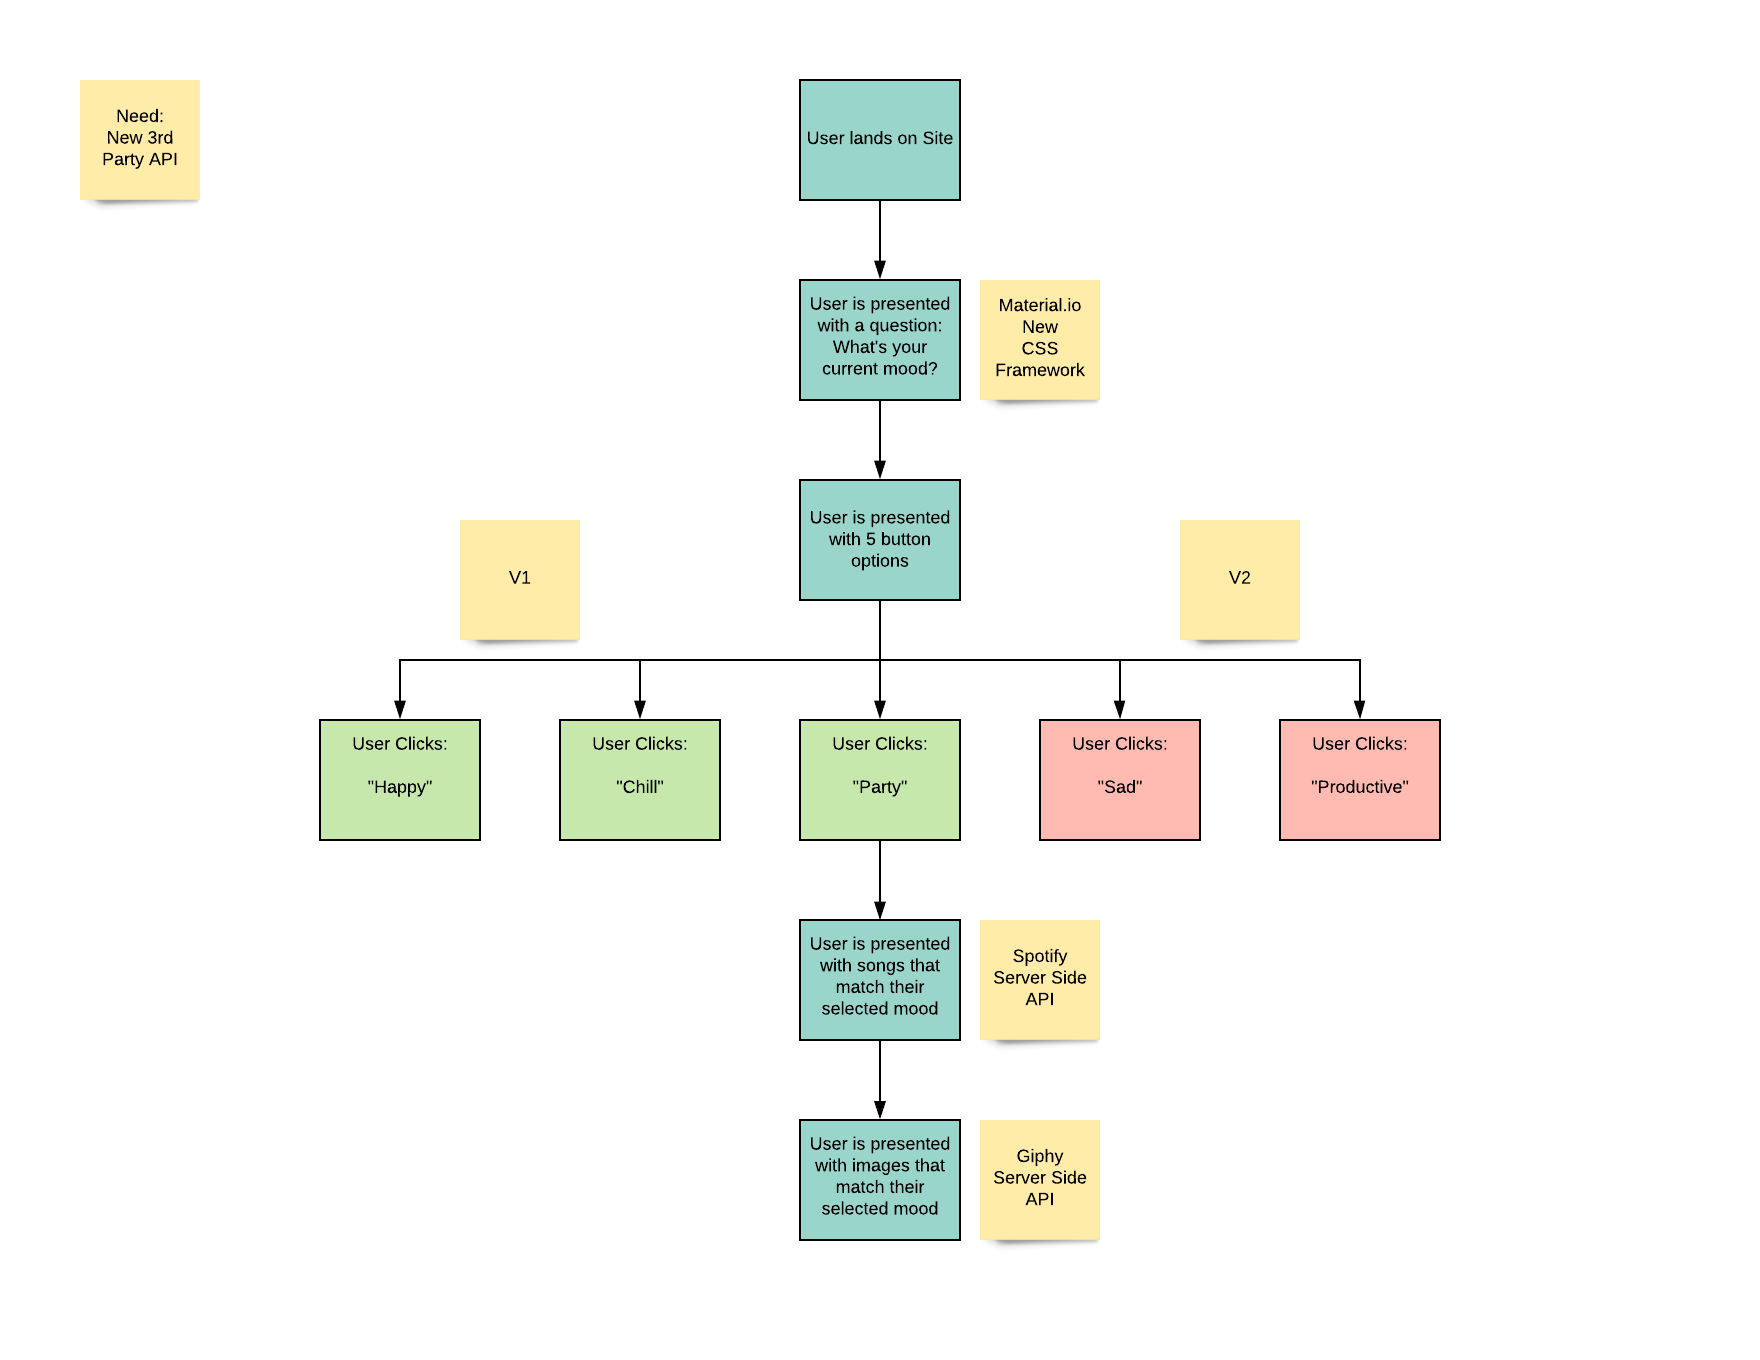 Need:
New 3rd
Party API
User lands on Site
User is presented
with a question:
What's your
current mood?
Material.io
New
CSS
Framework
User is presented
with 5 button
options
V1
V2
User Clicks:
"Happy"
User Clicks:
"Chill"
User Clicks:
"Party"
User Clicks:
"Sad"
User Clicks:
"Productive"
User is presented
with songs that
match their
selected mood
Spotify
Server Side
API
User is presented
with images that
match their
selected mood
Giphy
Server Side
API